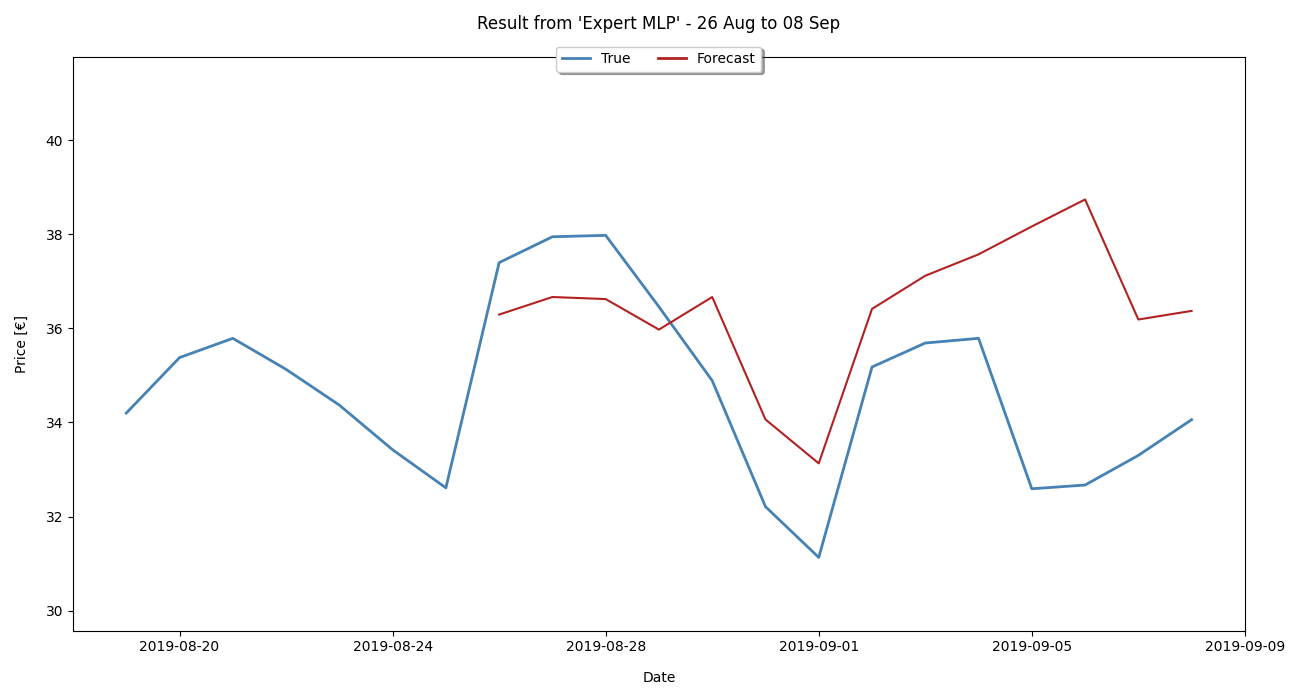 Result from 'Expert MLP' - 26 Aug to 08 Sep
True Forecast
40
38
36
34
32
30
Price [€]
2019-08-20 2019-08-24 2019-08-28 2019-09-01 2019-09-05 2019-09-09
Date